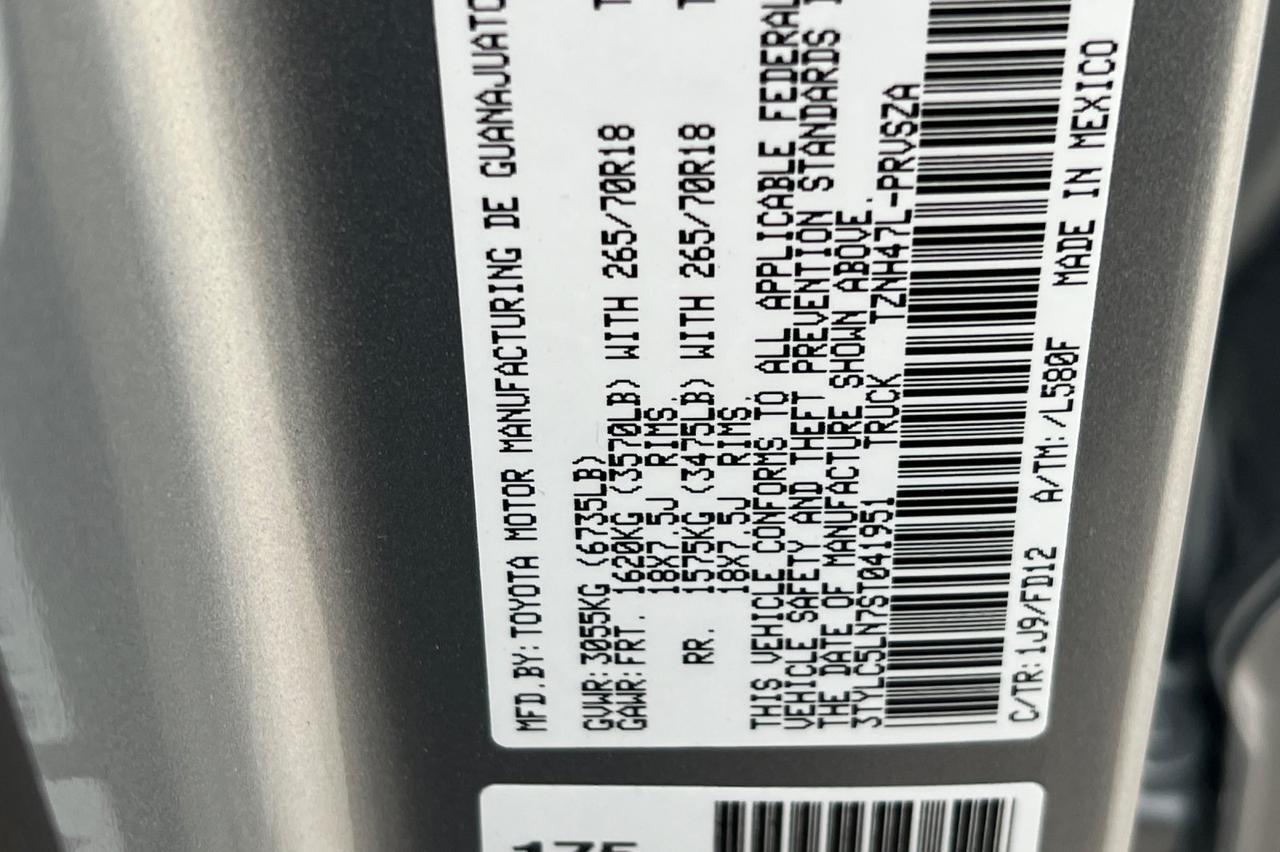 MFD.BY:TOYOTA MOTOR MANUFACTURING DE GUANAJUATO
GVWR:3055KG (6735LB)
GAWR:FRT. 1620KG (3570LB) WITH 265/70R18
18X7.5J RIMS,
RR. 1575KG (3475LB) WITH 265/70R18
18X7.5J RIMS,
THIS VEHICLE CONFORMS TO ALL APPLICABLE FEDERAL
VEHICLE SAFETY AND THEFT PREVENTION STANDARDS
THE DATE OF MANUFACTURE SHOWN ABOVE.
3TYLC5LN7ST041951 TRUCK TZNH47L-PRVSZA
C/TR:1J9/FD12 A/TM:/L580F MADE IN MEXICO
175